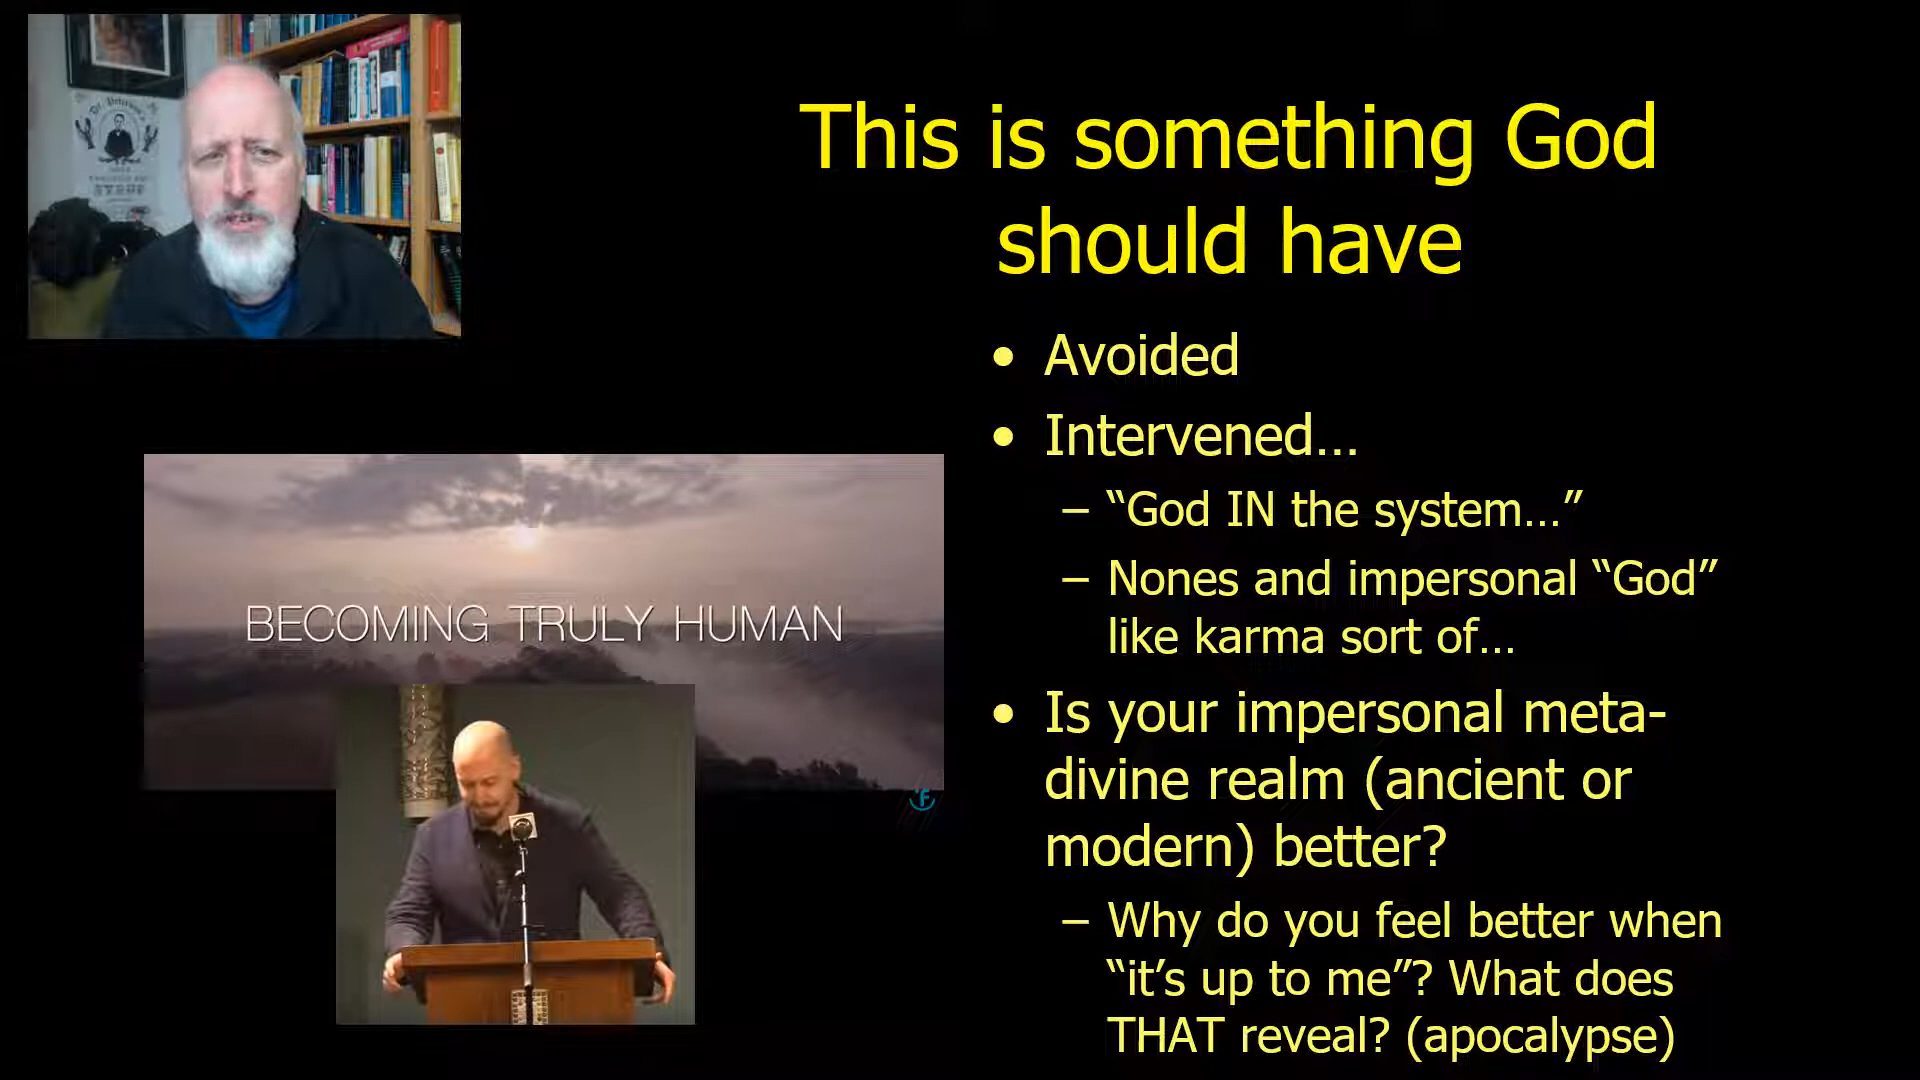 This is something God
should have
• Avoided
• Intervened...
– “God IN the system...”
– Nones and impersonal “God”
like karma sort of...
• Is your impersonal meta-
divine realm (ancient or
modern) better?
– Why do you feel better when
“it’s up to me”? What does
THAT reveal? (apocalypse)
BECOMING TRULY HUMAN